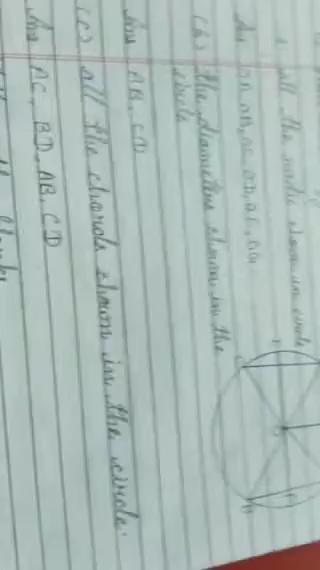 all the radii shown in circle
Ans OA, OB, OC, OD,
(b) the diameters shown in the
circle
Ans AB, CD
(c) all the chords shown in the circle.
Ans AC, BD, AB, CD